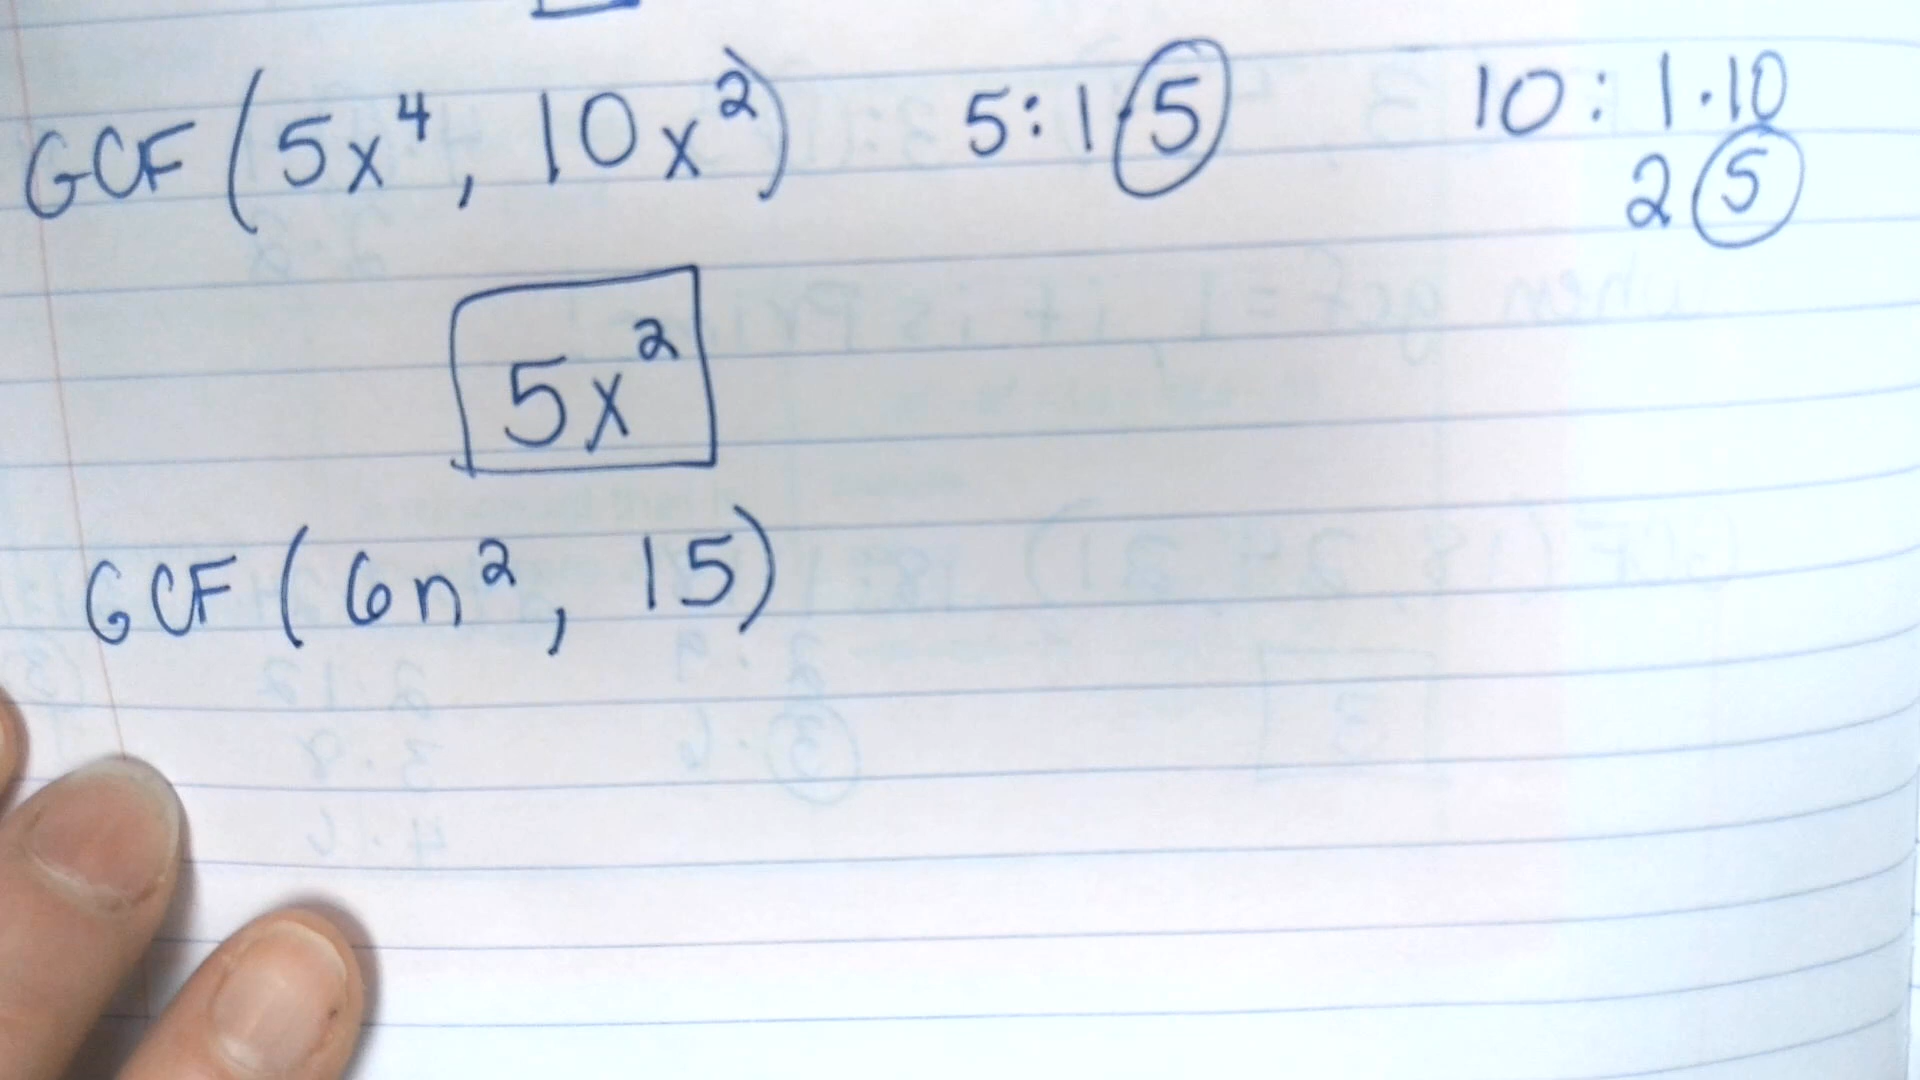 GCF (5x⁴, 10x²) 5:1·5 10: 1·10
2 5
5x²
GCF (6n², 15)